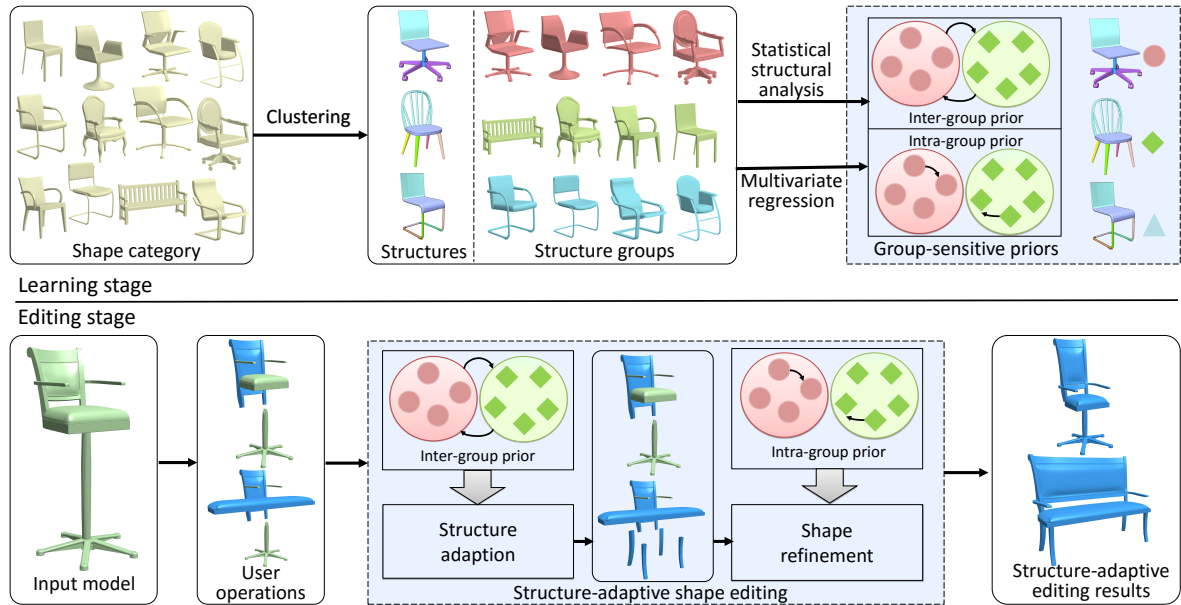 Shape category
Clustering
Structures
Structure groups
Statistical
structural
analysis
Multivariate
regression
Inter-group prior
Intra-group prior
Group-sensitive priors
Learning stage
Editing stage
Input model
User
operations
Inter-group prior
Structure
adaption
Intra-group prior
Shape
refinement
Structure-adaptive shape editing
Structure-adaptive
editing results